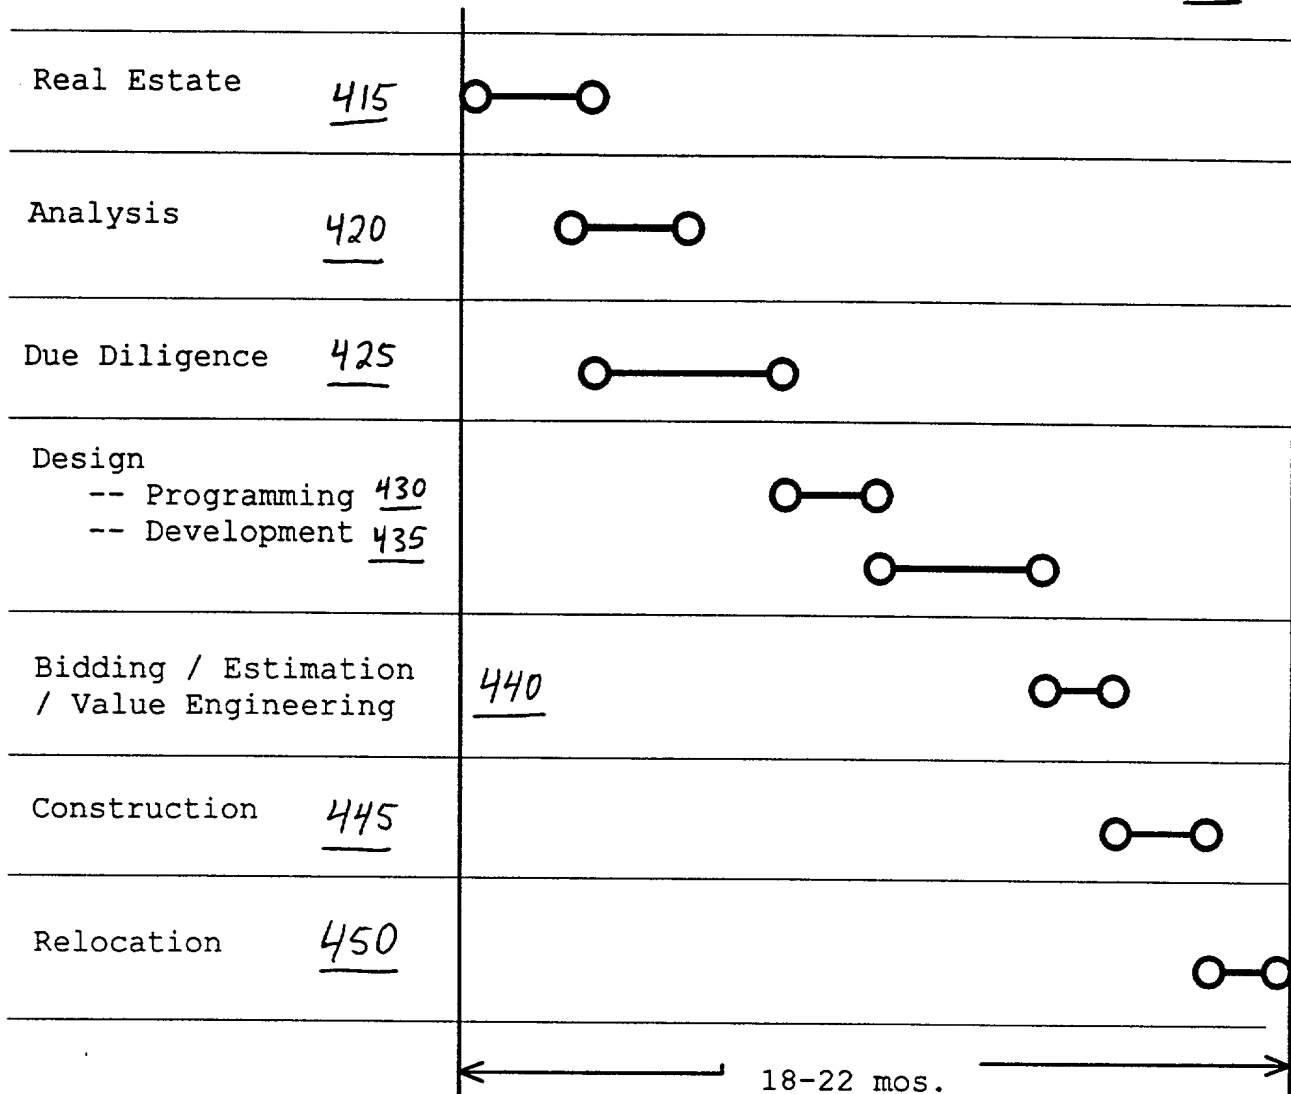 Real Estate 415
Analysis 420
Due Diligence 425
Design
-- Programming 430
-- Development 435
Bidding / Estimation
/ Value Engineering 440
Construction 445
Relocation 450
18-22 mos.